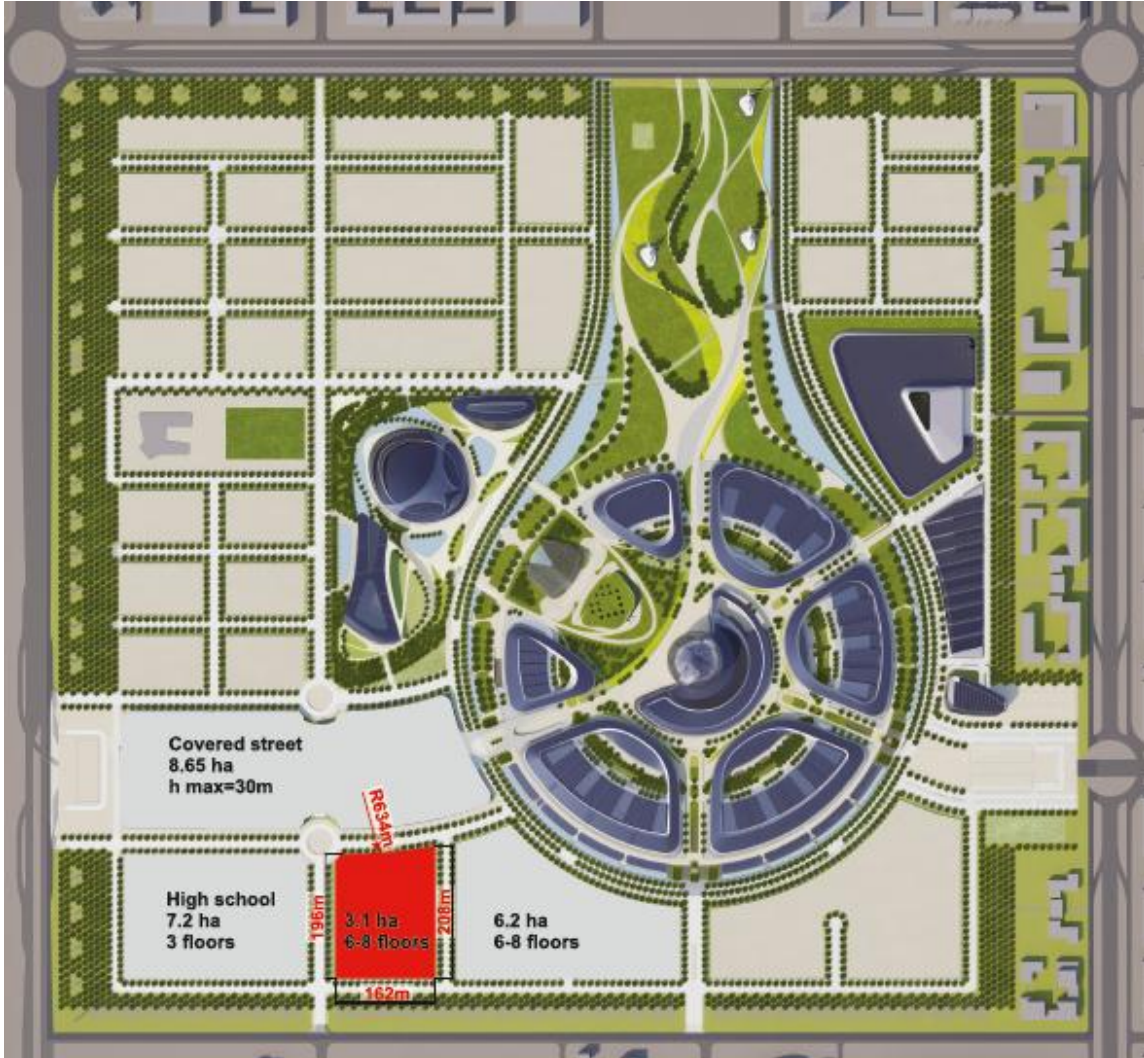 Covered street
8.65 ha
h max=30m
R634m
High school
7.2 ha
3 floors
196m
3.1 ha
6-8 floors
208m
6.2 ha
6-8 floors
162m